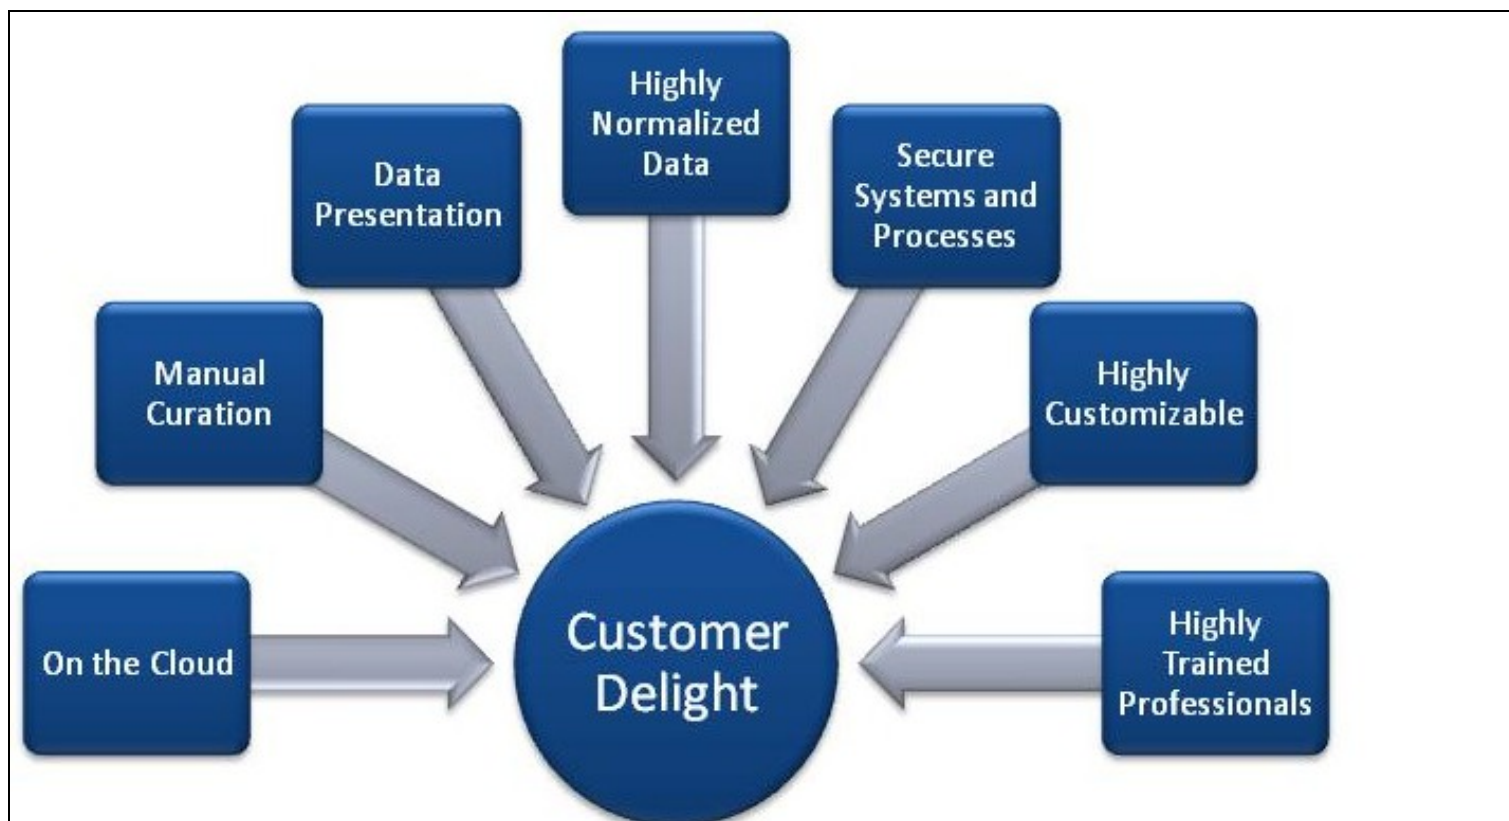 Highly
Normalized
Data
Data
Presentation
Secure
Systems and
Processes
Manual
Curation
Highly
Customizable
On the Cloud
Customer
Delight
Highly
Trained
Professionals